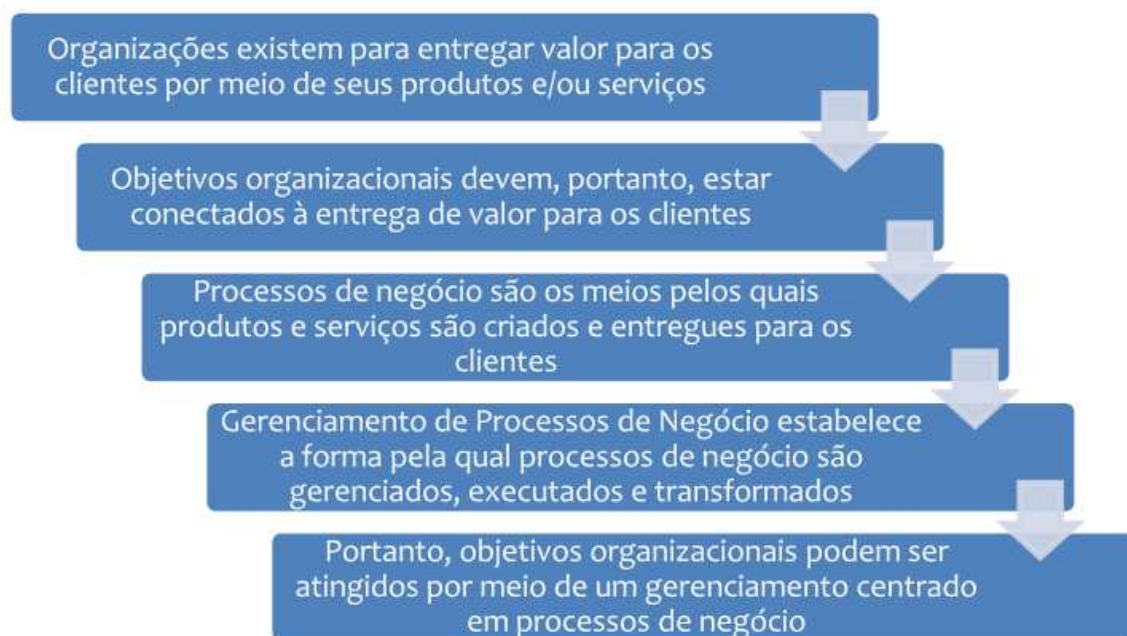 Organizações existem para entregar valor para os
clientes por meio de seus produtos e/ou serviços
Objetivos organizacionais devem, portanto, estar
conectados à entrega de valor para os clientes
Processos de negócio são os meios pelos quais
produtos e serviços são criados e entregues para os
clientes
Gerenciamento de Processos de Negócio estabelece
a forma pela qual processos de negócio são
gerenciados, executados e transformados
Portanto, objetivos organizacionais podem ser
atingidos por meio de um gerenciamento centrado
em processos de negócio